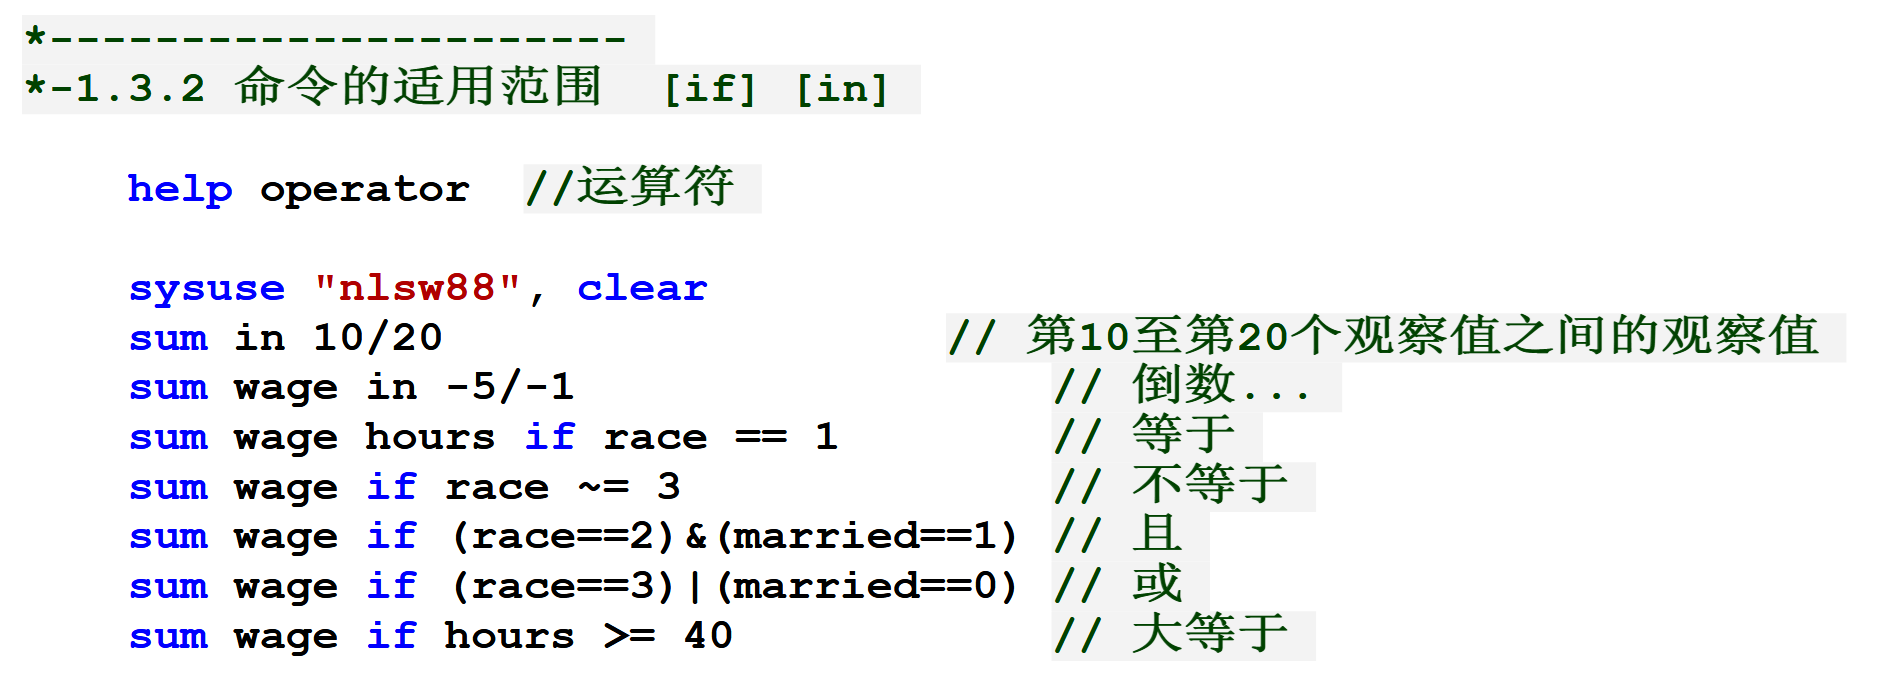 *----------------------
*-1.3.2 命令的适用范围  [if] [in]
help operator  //运算符
sysuse "nlsw88", clear
sum in 10/20                   // 第10至第20个观察值之间的观察值
sum wage in -5/-1                  // 倒数...
sum wage hours if race == 1        // 等于
sum wage if race ~= 3              // 不等于
sum wage if (race==2)&(married==1) // 且
sum wage if (race==3)|(married==0) // 或
sum wage if hours >= 40            // 大等于